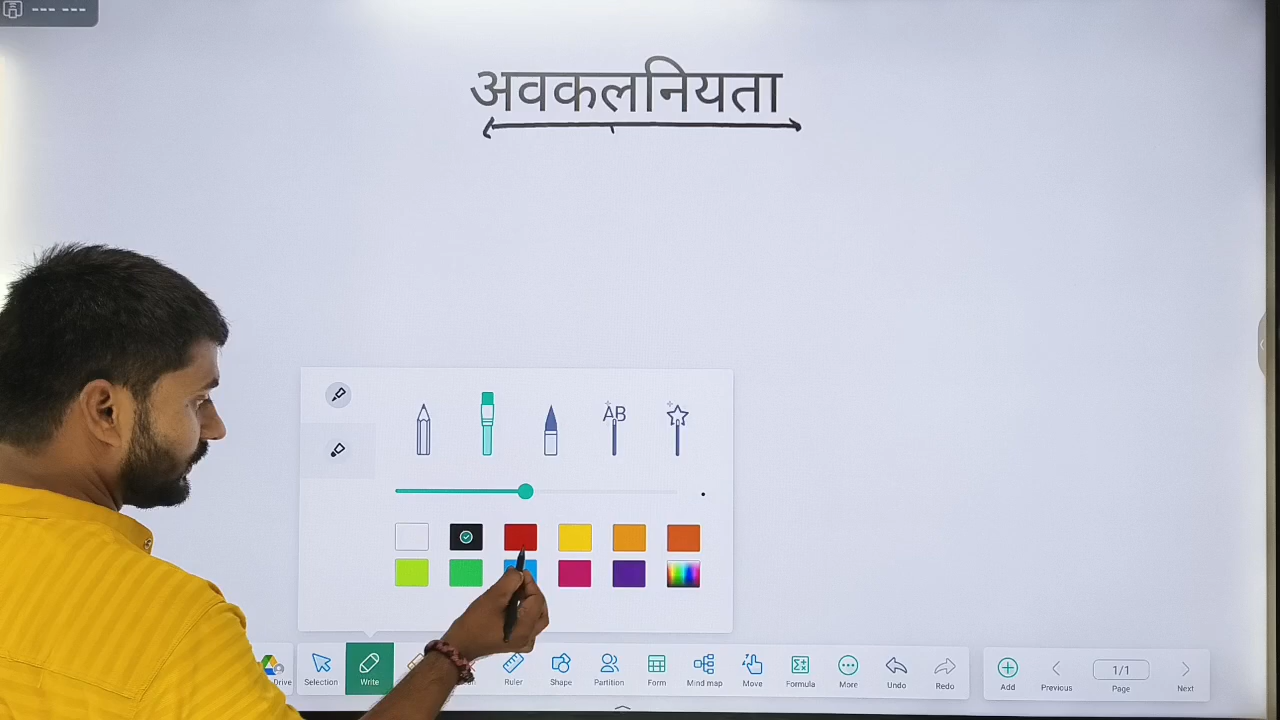 अवकलनियता
AB
Drive
Selection
Write
Ruler
Shape
Partition
Form
Mind map
Move
Formula
More
Undo
Redo
Add
Previous
1/1
Page
Next